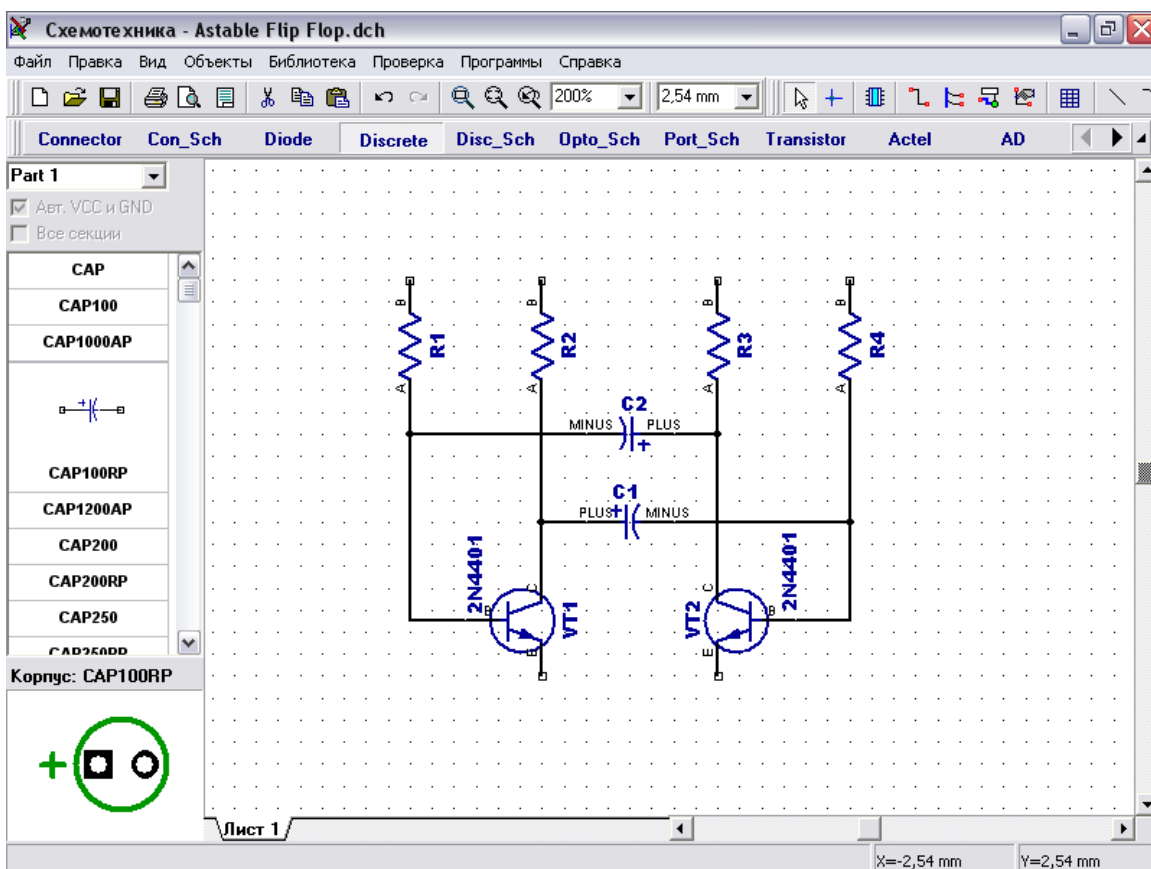 Схемотехника - Astable Flip Flop.dch
Файл Правка Вид Объекты Библиотека Проверка Программы Справка
200% 2,54 mm
Connector Con_Sch Diode Discrete Disc_Sch Opto_Sch Port_Sch Transistor Actel AD
Part 1
Авт. VCC и GND
Все секции
CAP
CAP100
CAP1000AP
CAP100RP
CAP1200AP
CAP200
CAP200RP
CAP250
CAP250RP
Корпус: CAP100RP
B B B B
R1 R2 R3 R4
A A A A
C2
MINUS PLUS
C1
PLUS MINUS
2N4401 2N4401
C C
B B
VT1 VT2
E E
Лист 1
X=-2,54 mm Y=2,54 mm